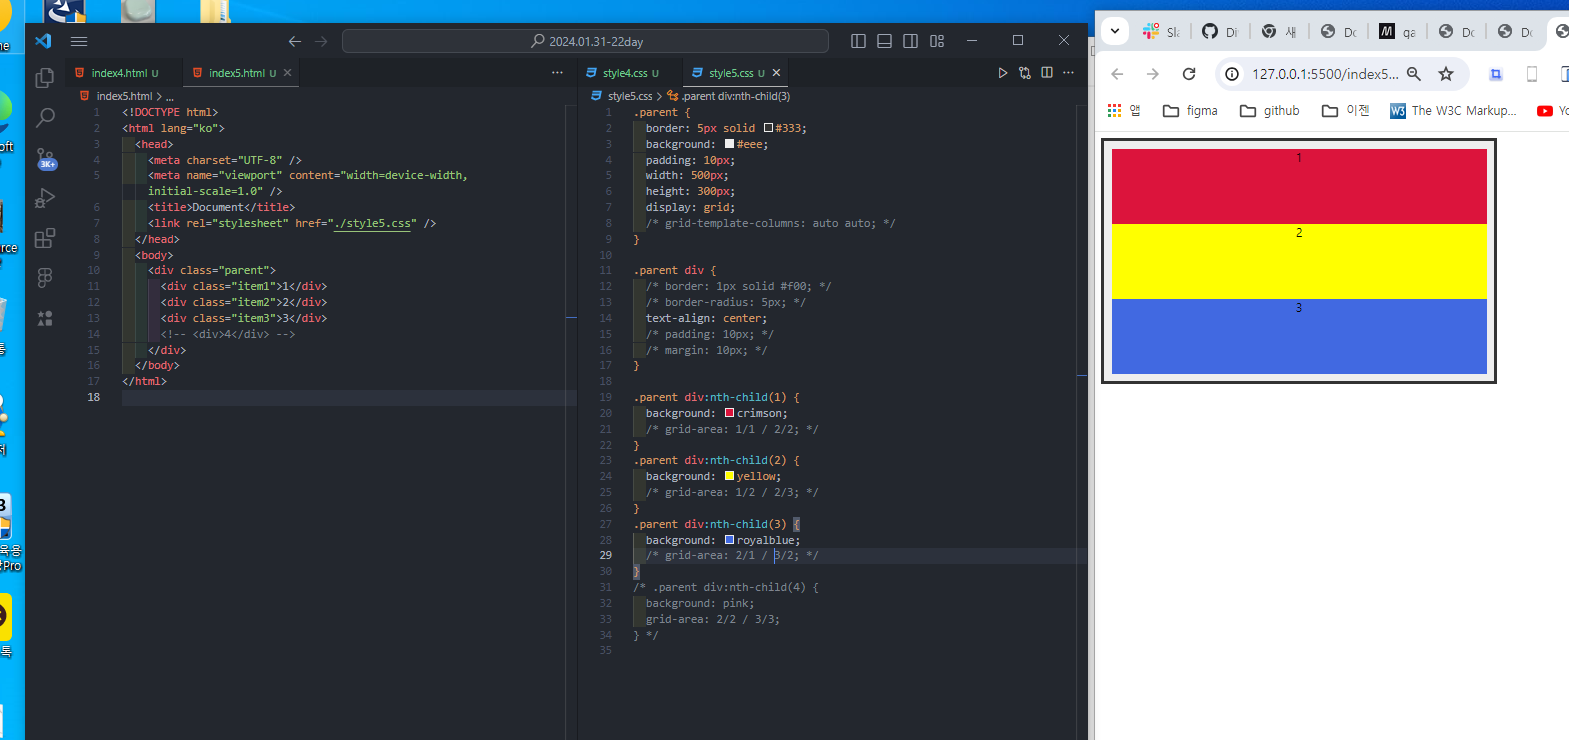 2024.01.31-22day
index4.html U
index5.html U
style4.css U
style5.css U
index5.html > ...
style5.css > .parent div:nth-child(3)
1 <!DOCTYPE html>
2 <html lang="ko">
3 <head>
4 <meta charset="UTF-8" />
5 <meta name="viewport" content="width=device-width,
initial-scale=1.0" />
6 <title>Document</title>
7 <link rel="stylesheet" href="./style5.css" />
8 </head>
9 <body>
10 <div class="parent">
11 <div class="item1">1</div>
12 <div class="item2">2</div>
13 <div class="item3">3</div>
14 <!-- <div>4</div> -->
15 </div>
16 </body>
17 </html>
18
3K+
1 .parent {
2 border: 5px solid #333;
3 background: #eee;
4 padding: 10px;
5 width: 500px;
6 height: 300px;
7 display: grid;
8 /* grid-template-columns: auto auto; */
9 }
10
11 .parent div {
12 /* border: 1px solid #f00; */
13 /* border-radius: 5px; */
14 text-align: center;
15 /* padding: 10px; */
16 /* margin: 10px; */
17 }
18
19 .parent div:nth-child(1) {
20 background: crimson;
21 /* grid-area: 1/1 / 2/2; */
22 }
23 .parent div:nth-child(2) {
24 background: yellow;
25 /* grid-area: 1/2 / 2/3; */
26 }
27 .parent div:nth-child(3) {
28 background: royalblue;
29 /* grid-area: 2/1 / 3/2; */
30 }
31 /* .parent div:nth-child(4) {
32 background: pink;
33 grid-area: 2/2 / 3/3;
34 } */
35
Sla Di 새 Do qa Do Do
127.0.0.1:5500/index5...
앱 figma github 이젠 W3 The W3C Markup... Yo
1
2
3